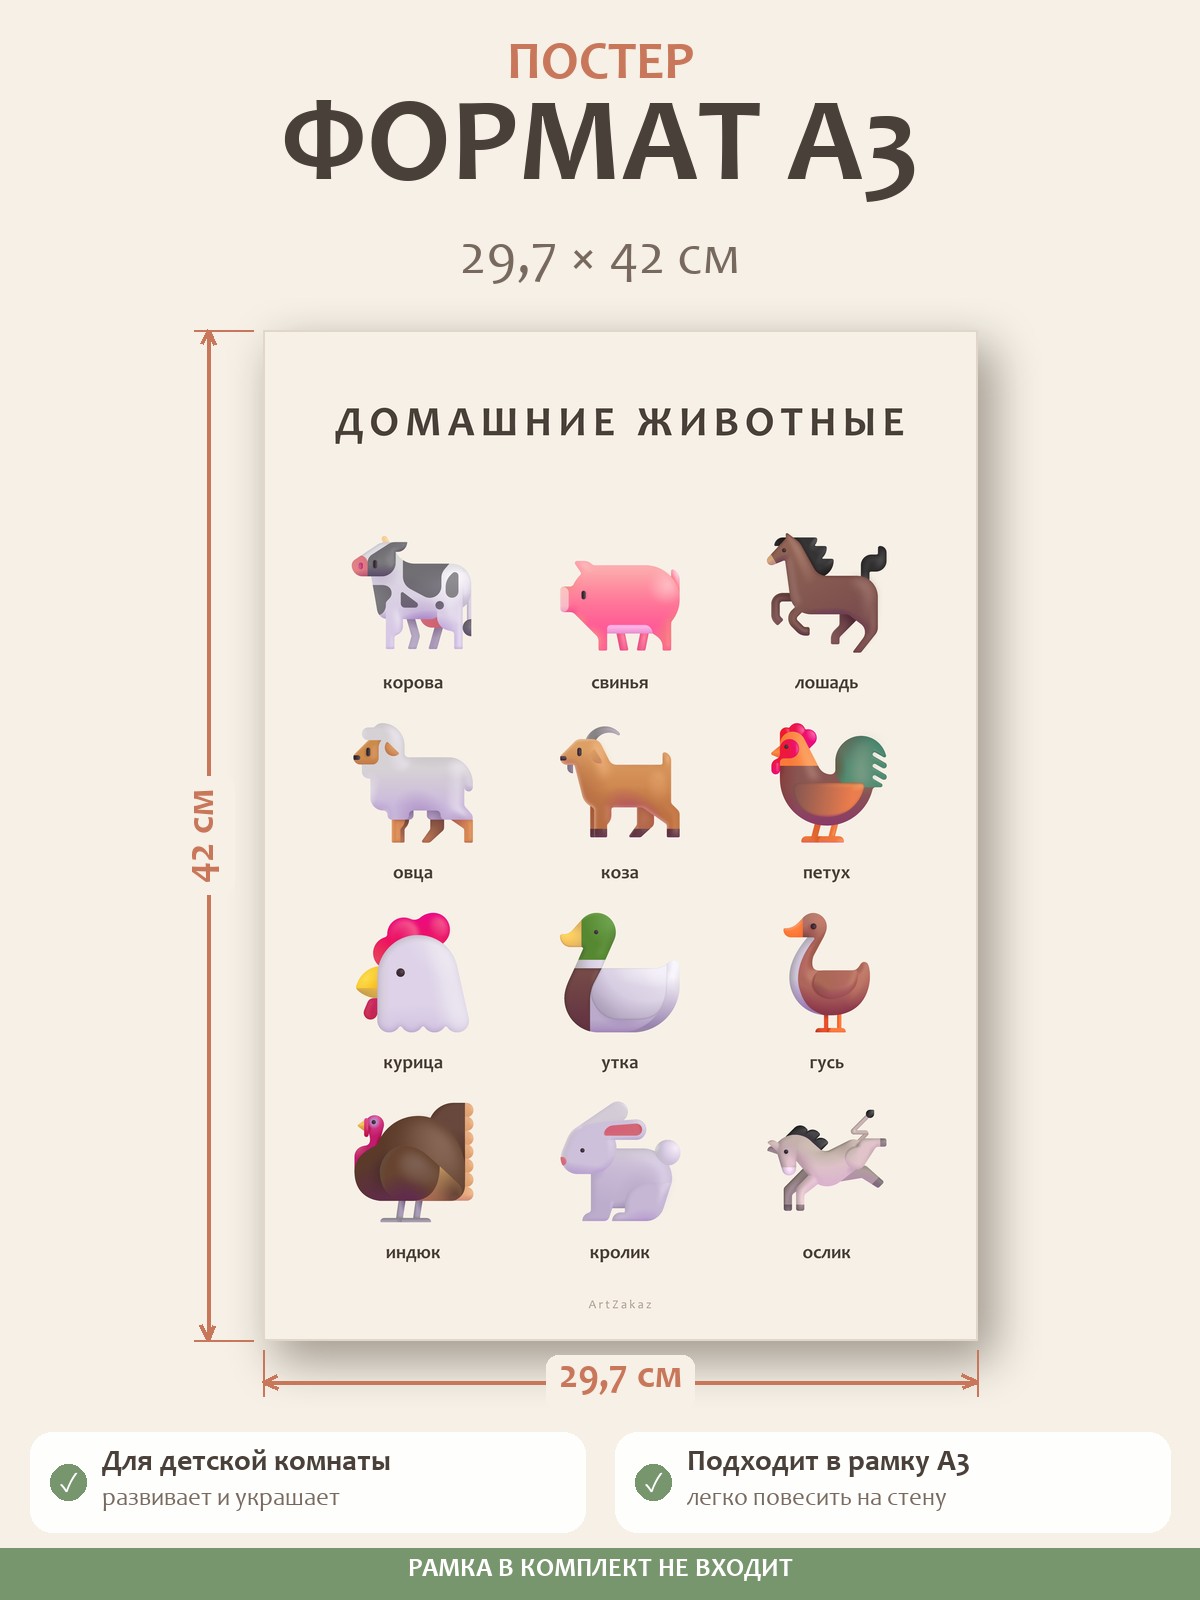 ПОСТЕР
ФОРМАТ А3
29,7 × 42 см
ДОМАШНИЕ ЖИВОТНЫЕ
корова свинья лошадь
овца коза петух
42 см
курица утка гусь
индюк кролик ослик
ArtZakaz
29,7 см
Для детской комнаты
развивает и украшает
Подходит в рамку А3
легко повесить на стену
РАМКА В КОМПЛЕКТ НЕ ВХОДИТ